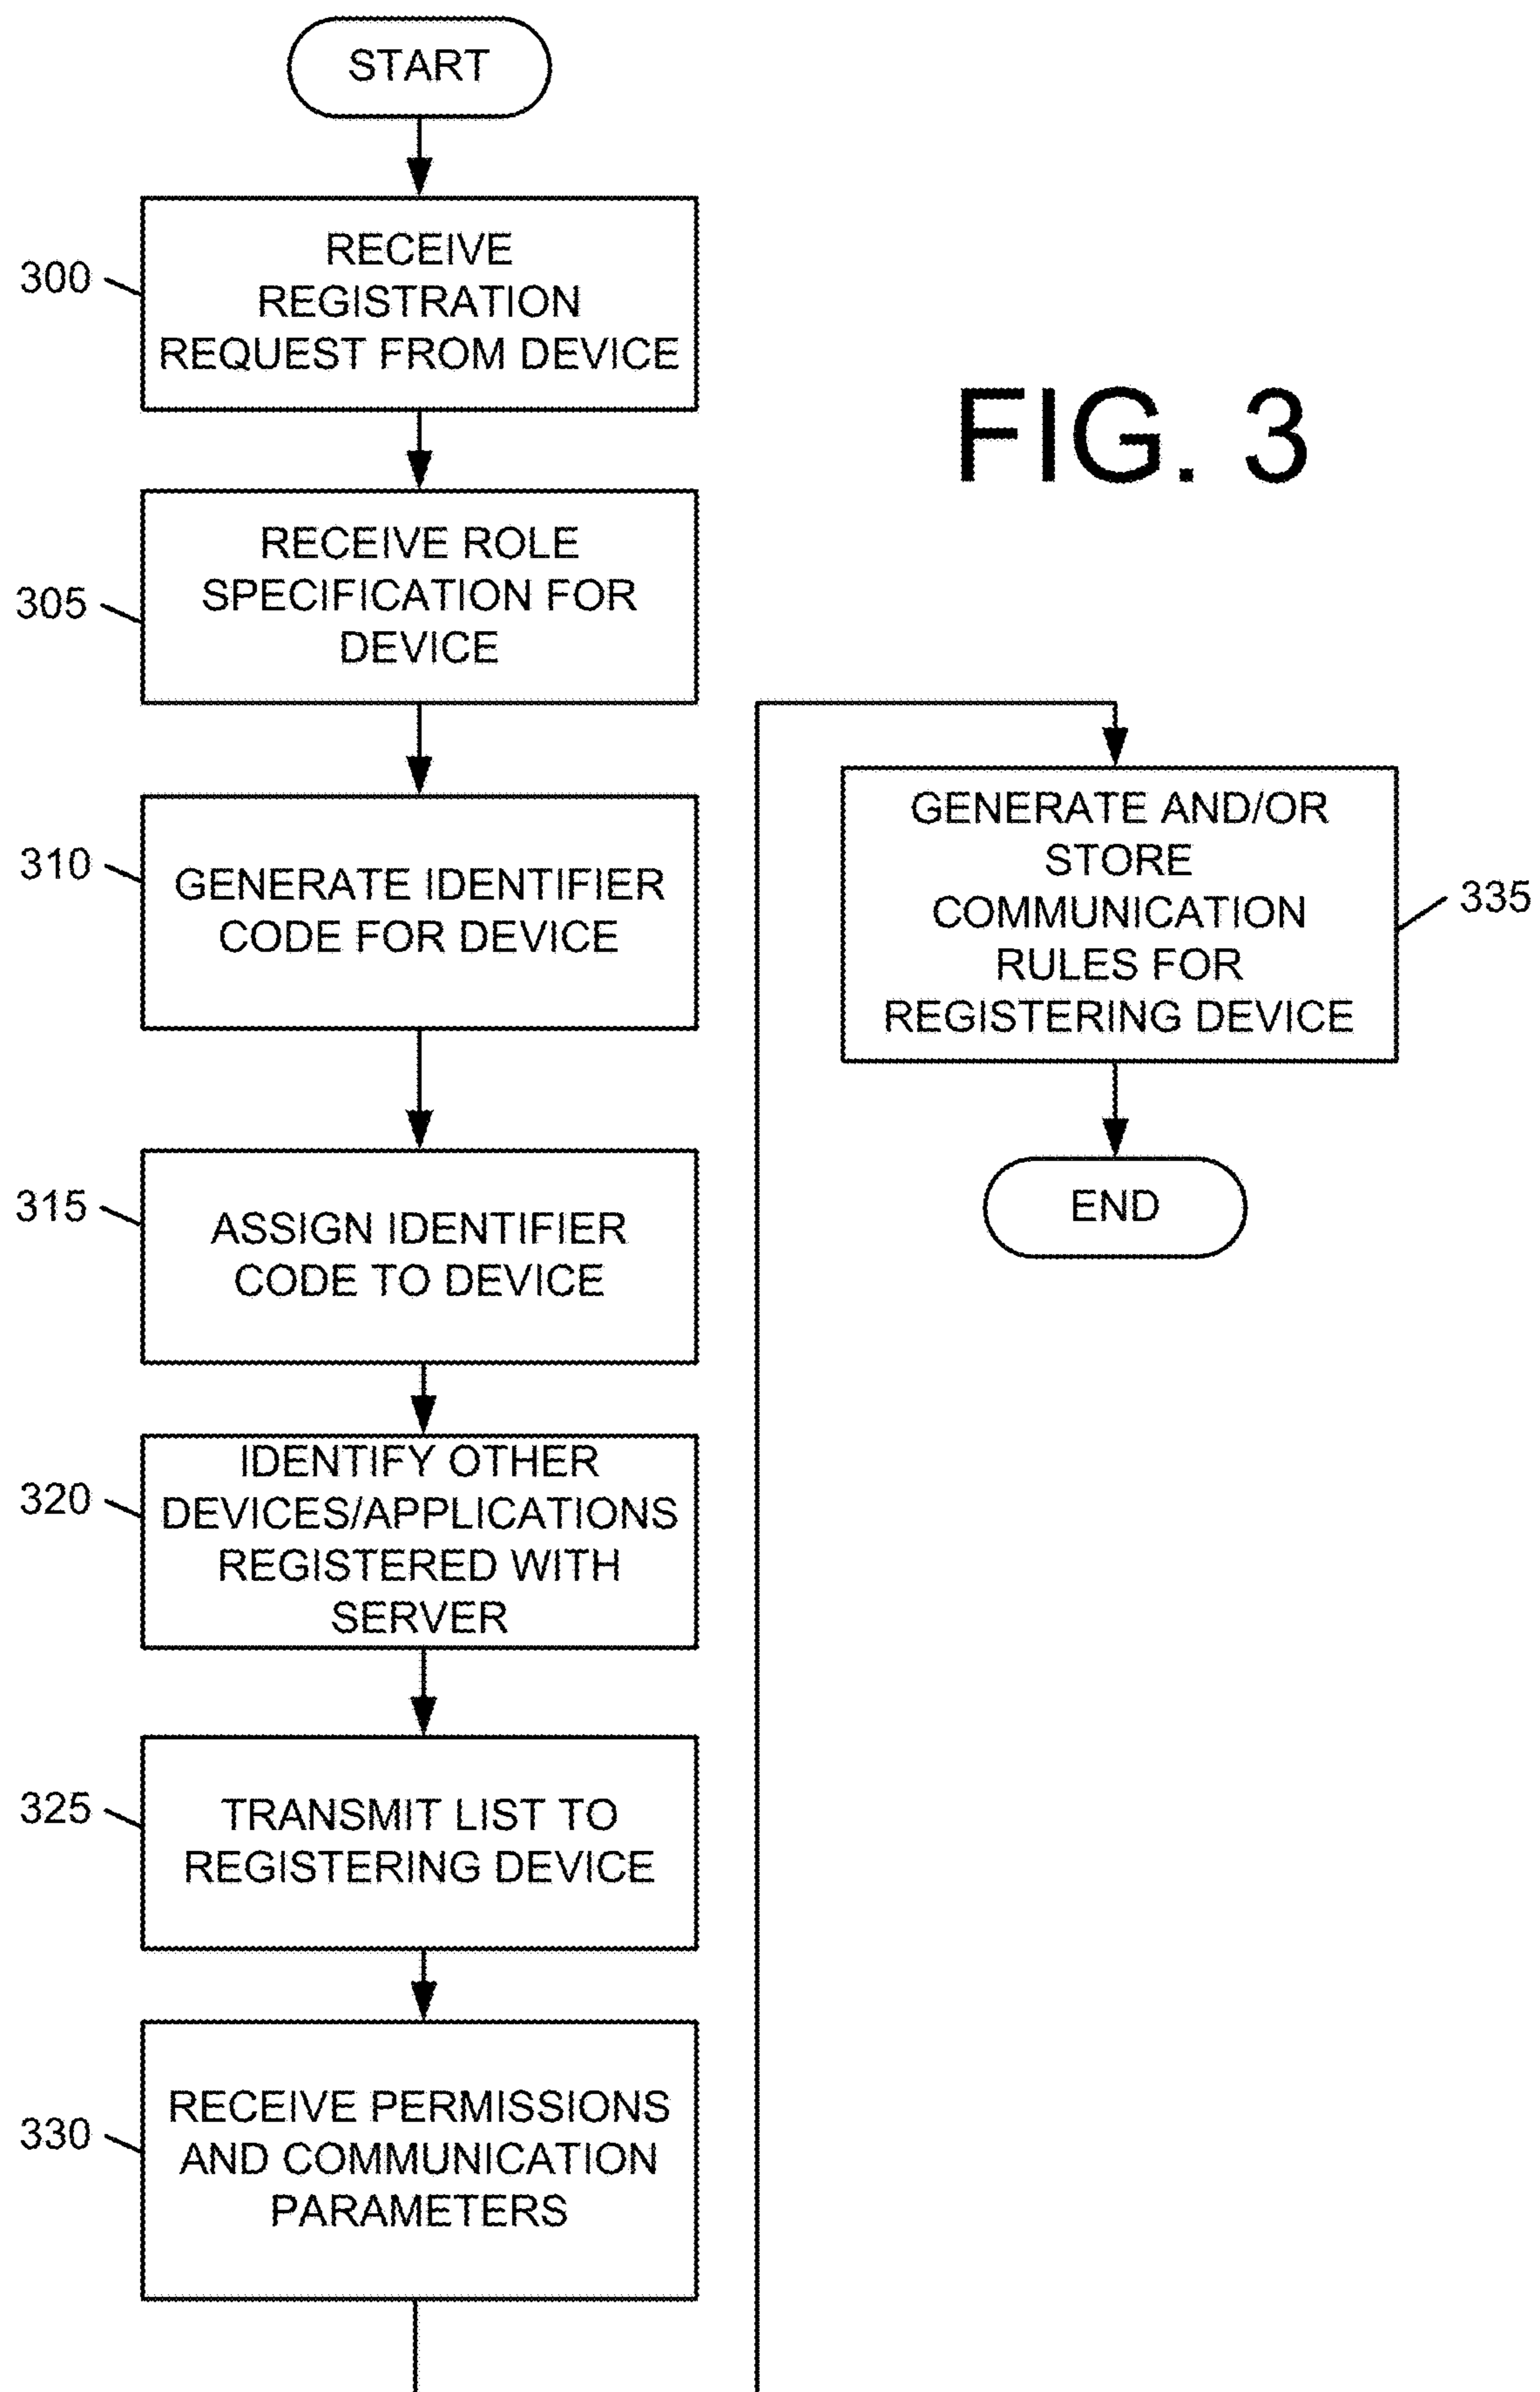 START
300
RECEIVE
REGISTRATION
REQUEST FROM DEVICE
FIG. 3
305
RECEIVE ROLE
SPECIFICATION FOR
DEVICE
310
GENERATE IDENTIFIER
CODE FOR DEVICE
315
ASSIGN IDENTIFIER
CODE TO DEVICE
320
IDENTIFY OTHER
DEVICES/APPLICATIONS
REGISTERED WITH
SERVER
325
TRANSMIT LIST TO
REGISTERING DEVICE
330
RECEIVE PERMISSIONS
AND COMMUNICATION
PARAMETERS
GENERATE AND/OR
STORE
COMMUNICATION
RULES FOR
REGISTERING DEVICE
335
END